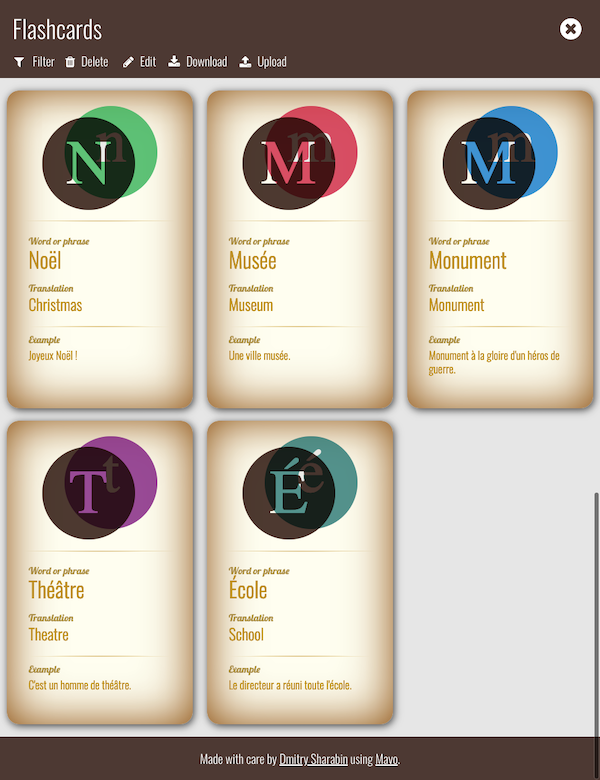 Flashcards
Filter Delete Edit Download Upload
N n
Word or phrase
Noël
Translation
Christmas
Example
Joyeux Noël !
M m
Word or phrase
Musée
Translation
Museum
Example
Une ville musée.
M m
Word or phrase
Monument
Translation
Monument
Example
Monument à la gloire d'un héros de
guerre.
T t
Word or phrase
Théâtre
Translation
Theatre
Example
C'est un homme de théâtre.
É é
Word or phrase
École
Translation
School
Example
Le directeur a réuni toute l'école.
Made with care by Dmitry Sharabin using Mavo.